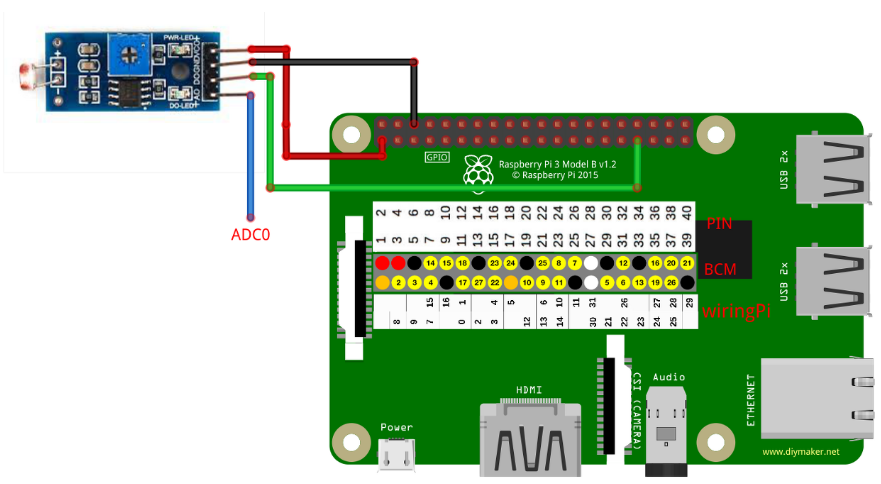 PWR-LED
+
-
VCC
GND
DO
AO
DO-LED
ADC0
GPIO
Raspberry Pi 3 Model B v1.2
© Raspberry Pi 2015
USB 2x
2 4 6 8 10 12 14 16 18 20 22 24 26 28 30 32 34 36 38 40
PIN
1 3 5 7 9 11 13 15 17 19 21 23 25 27 29 31 33 35 37 39
14 15 18 23 24 25 8 7 12 16 20 21
BCM
2 3 4 17 27 22 10 9 11 5 6 13 19 26
15 16 1 4 5 6 10 11 31 26 27 28 29
wiringPi
8 9 7 0 2 3 12 13 14 30 21 22 23 24 25
USB 2x
HDMI
CSI (CAMERA)
Audio
ETHERNET
Power
www.diymaker.net